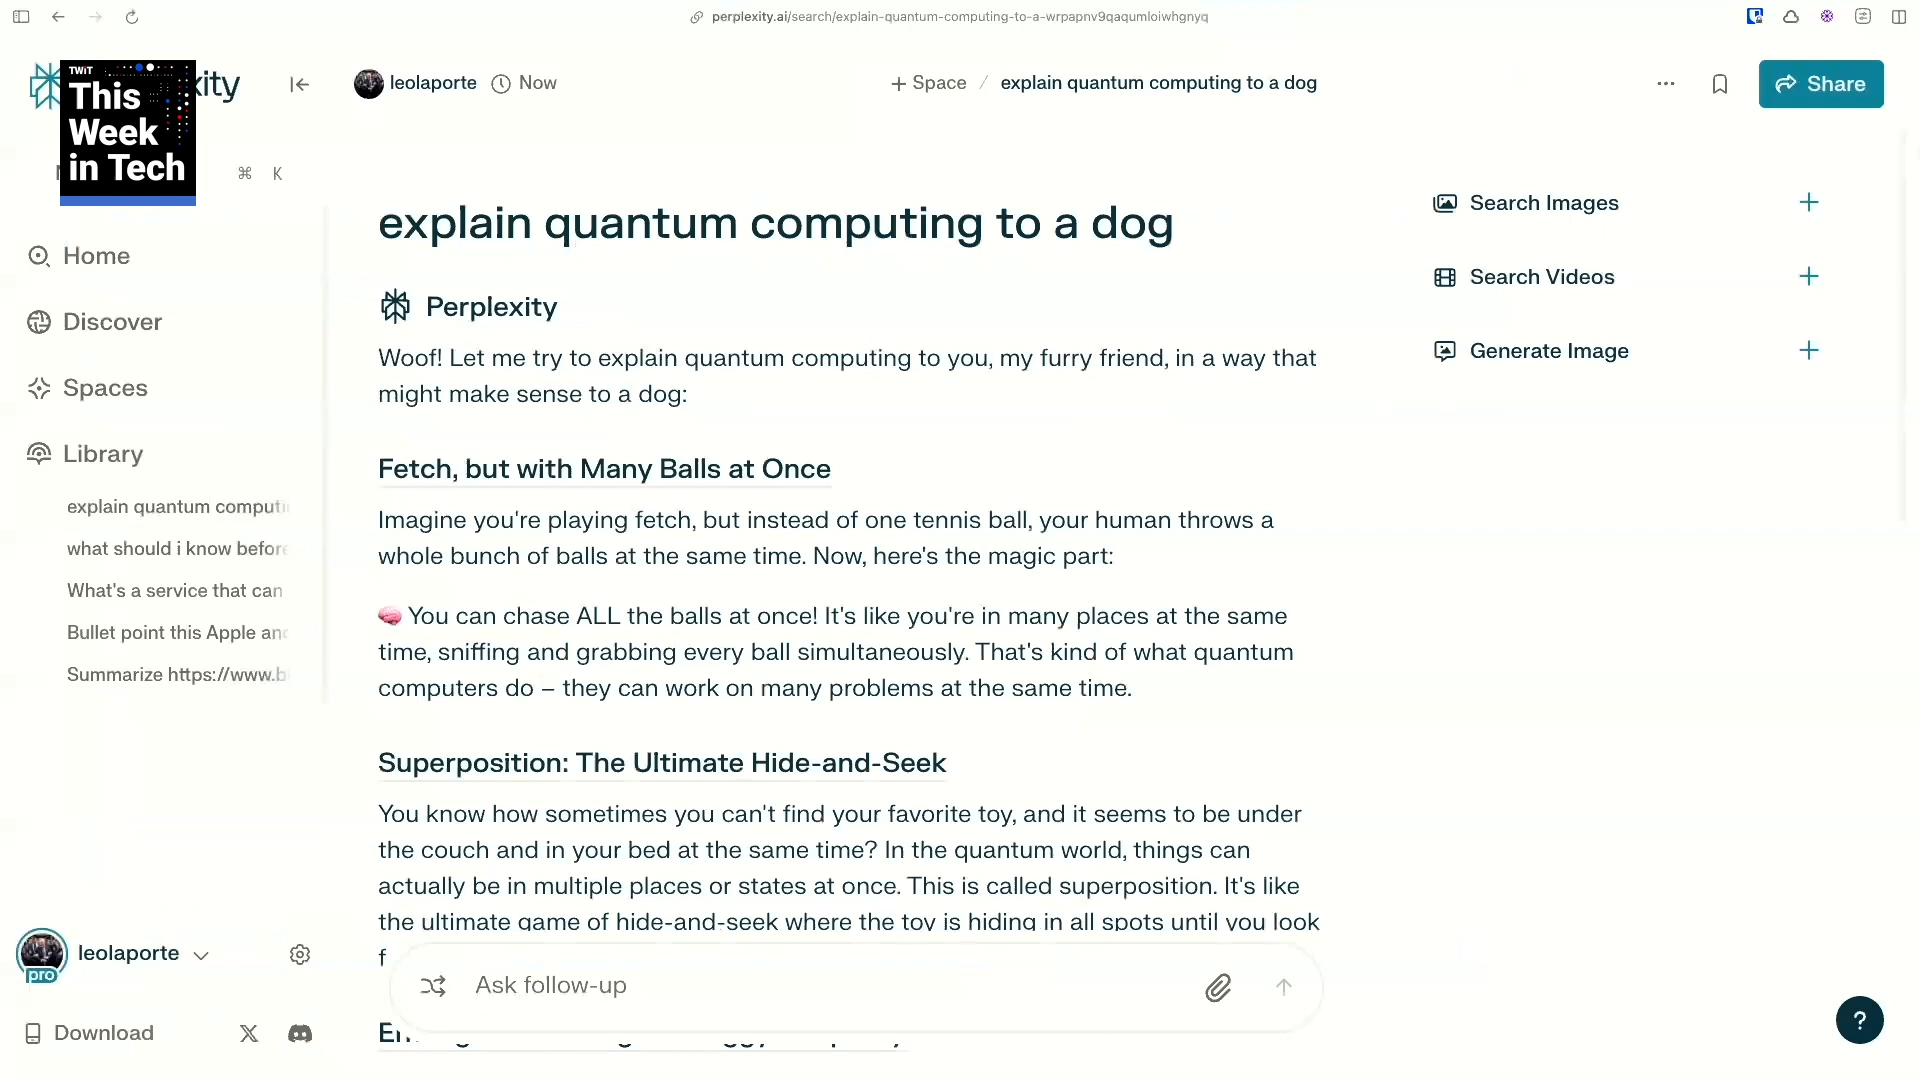 perplexity.ai/search/explain-quantum-computing-to-a-wrpapnv9qaqumloiwhgnyq
TWiT
This
Week
in Tech
xity
leolaporte
Now
+ Space / explain quantum computing to a dog
Share
⌘ K
Home
Discover
Spaces
Library
explain quantum computi
what should i know before
What's a service that can
Bullet point this Apple and
Summarize https://www.b
leolaporte
pro
Download
explain quantum computing to a dog
Perplexity
Woof! Let me try to explain quantum computing to you, my furry friend, in a way that
might make sense to a dog:
Fetch, but with Many Balls at Once
Imagine you're playing fetch, but instead of one tennis ball, your human throws a
whole bunch of balls at the same time. Now, here's the magic part:
🧠 You can chase ALL the balls at once! It's like you're in many places at the same
time, sniffing and grabbing every ball simultaneously. That's kind of what quantum
computers do – they can work on many problems at the same time.
Superposition: The Ultimate Hide-and-Seek
You know how sometimes you can't find your favorite toy, and it seems to be under
the couch and in your bed at the same time? In the quantum world, things can
actually be in multiple places or states at once. This is called superposition. It's like
the ultimate game of hide-and-seek where the toy is hiding in all spots until you look
f
Ask follow-up
Search Images
Search Videos
Generate Image
?